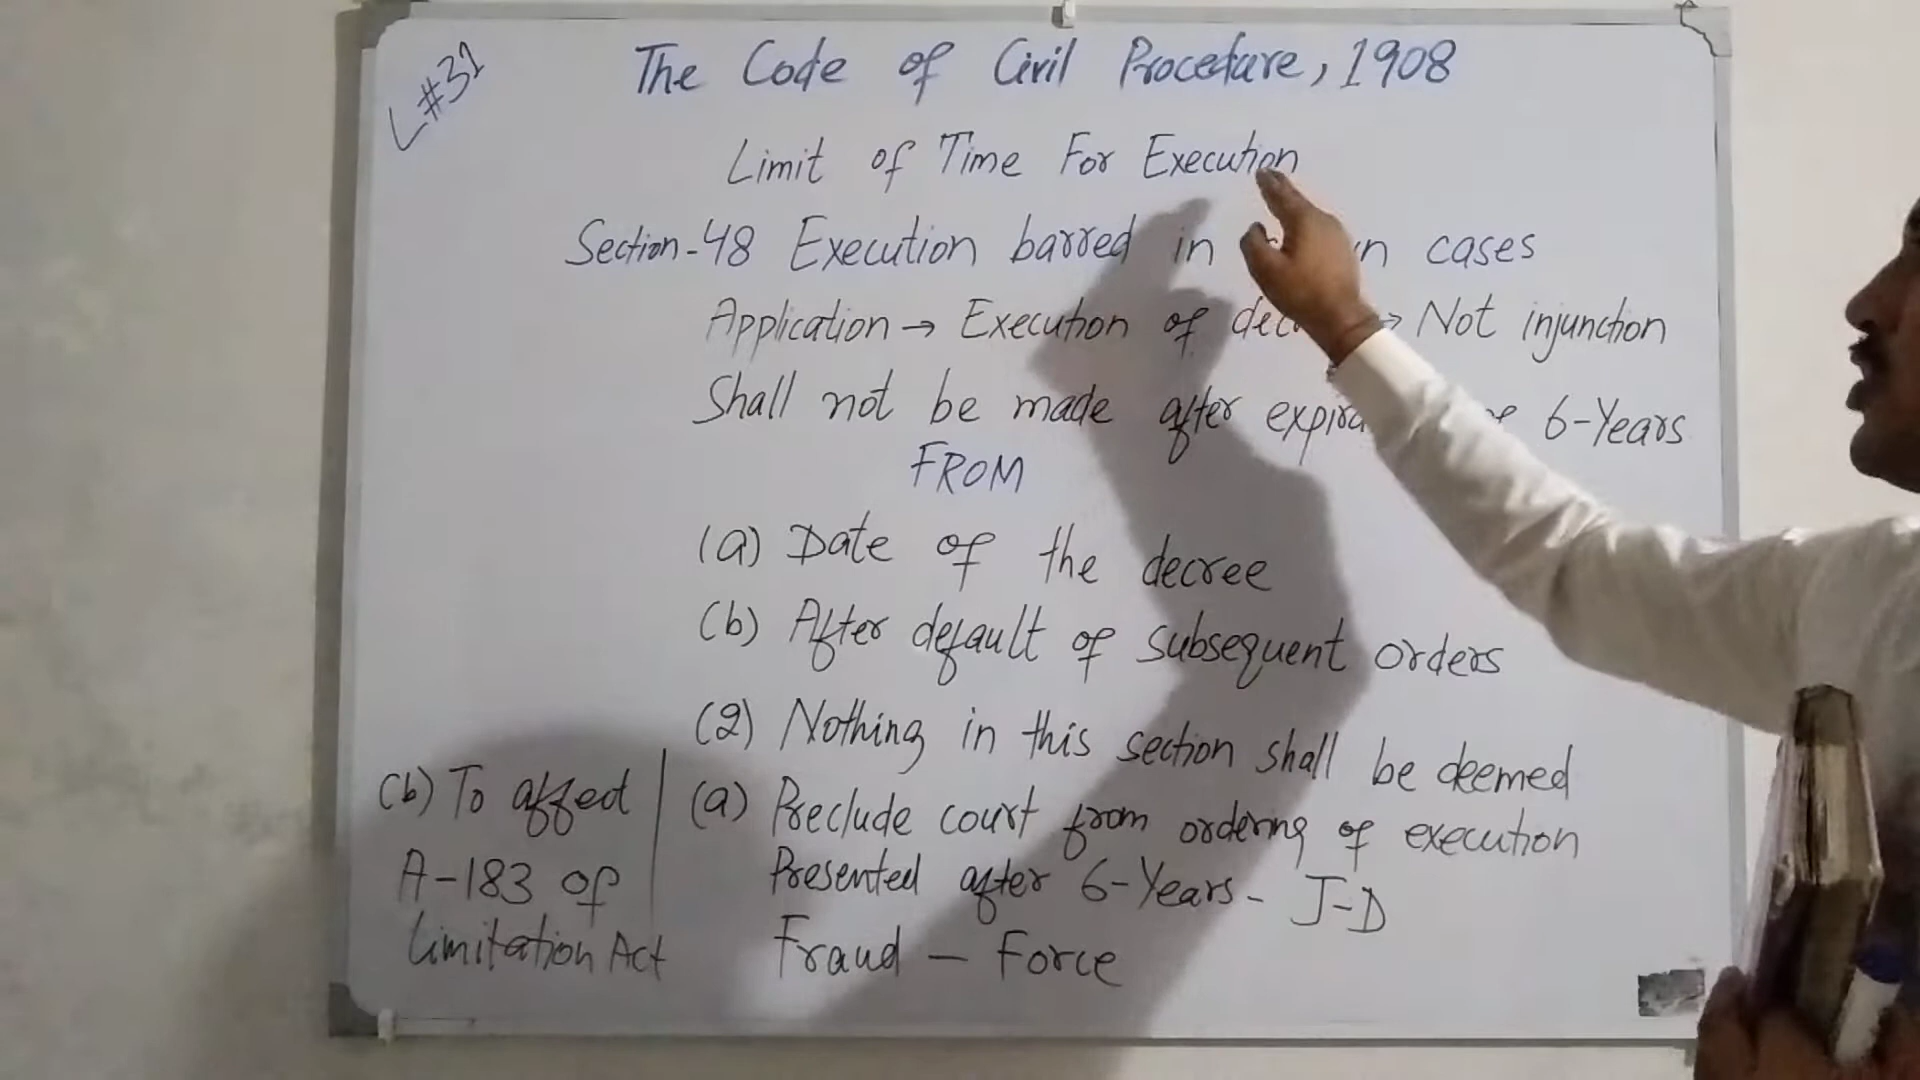 L#31
The Code of Civil Procedure, 1908
Limit of Time For Execution
Section-48 Execution barred in cases
Application → Execution of → Not injunction
Shall not be made after 6-Years
FROM
(a) Date of the decree
(b) After default of subsequent orders
(2) Nothing in this section shall be deemed
(a) Preclude court from ordering of execution
Presented after 6-Years - J-D
Fraud - Force
(b) To affect
A-183 of
Limitation Act